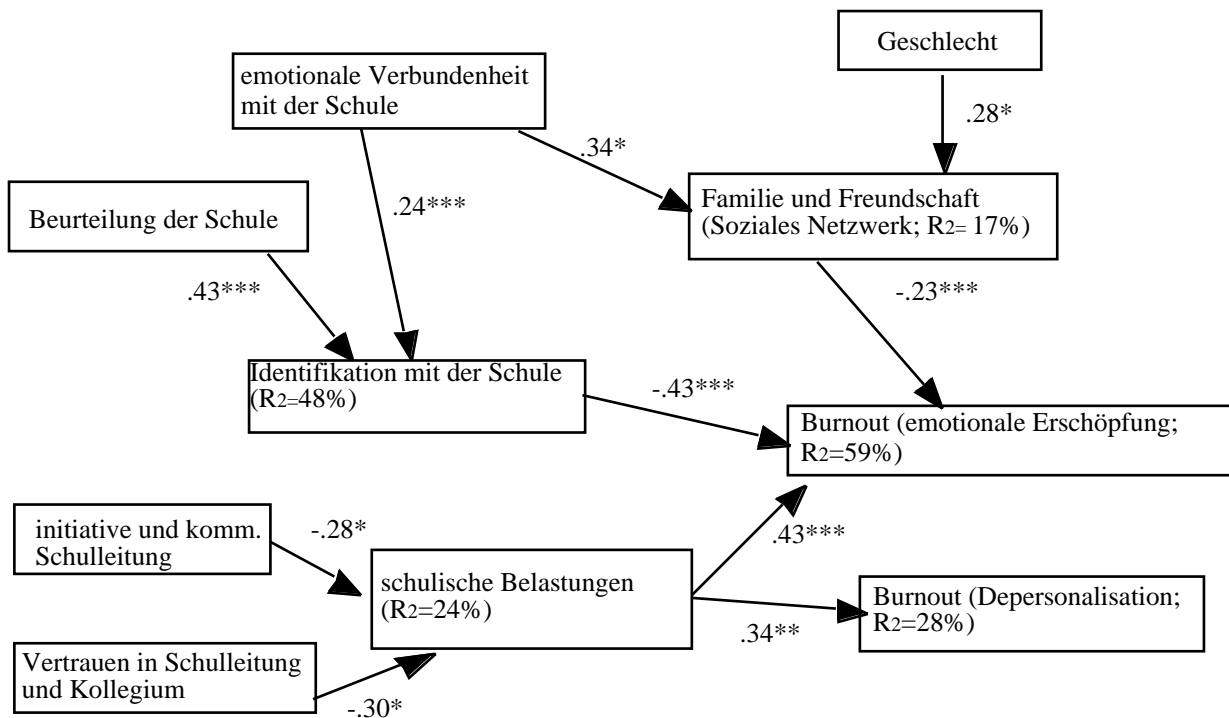 Geschlecht
emotionale Verbundenheit
mit der Schule
.28*
.34*
Familie und Freundschaft
(Soziales Netzwerk; R2= 17%)
.24***
Beurteilung der Schule
.43***
-.23***
Identifikation mit der Schule
(R2=48%)
-.43***
Burnout (emotionale Erschöpfung;
R2=59%)
initiative und komm.
Schulleitung
-.28*
.43***
schulische Belastungen
(R2=24%)
Burnout (Depersonalisation;
R2=28%)
.34**
Vertrauen in Schulleitung
und Kollegium
-.30*